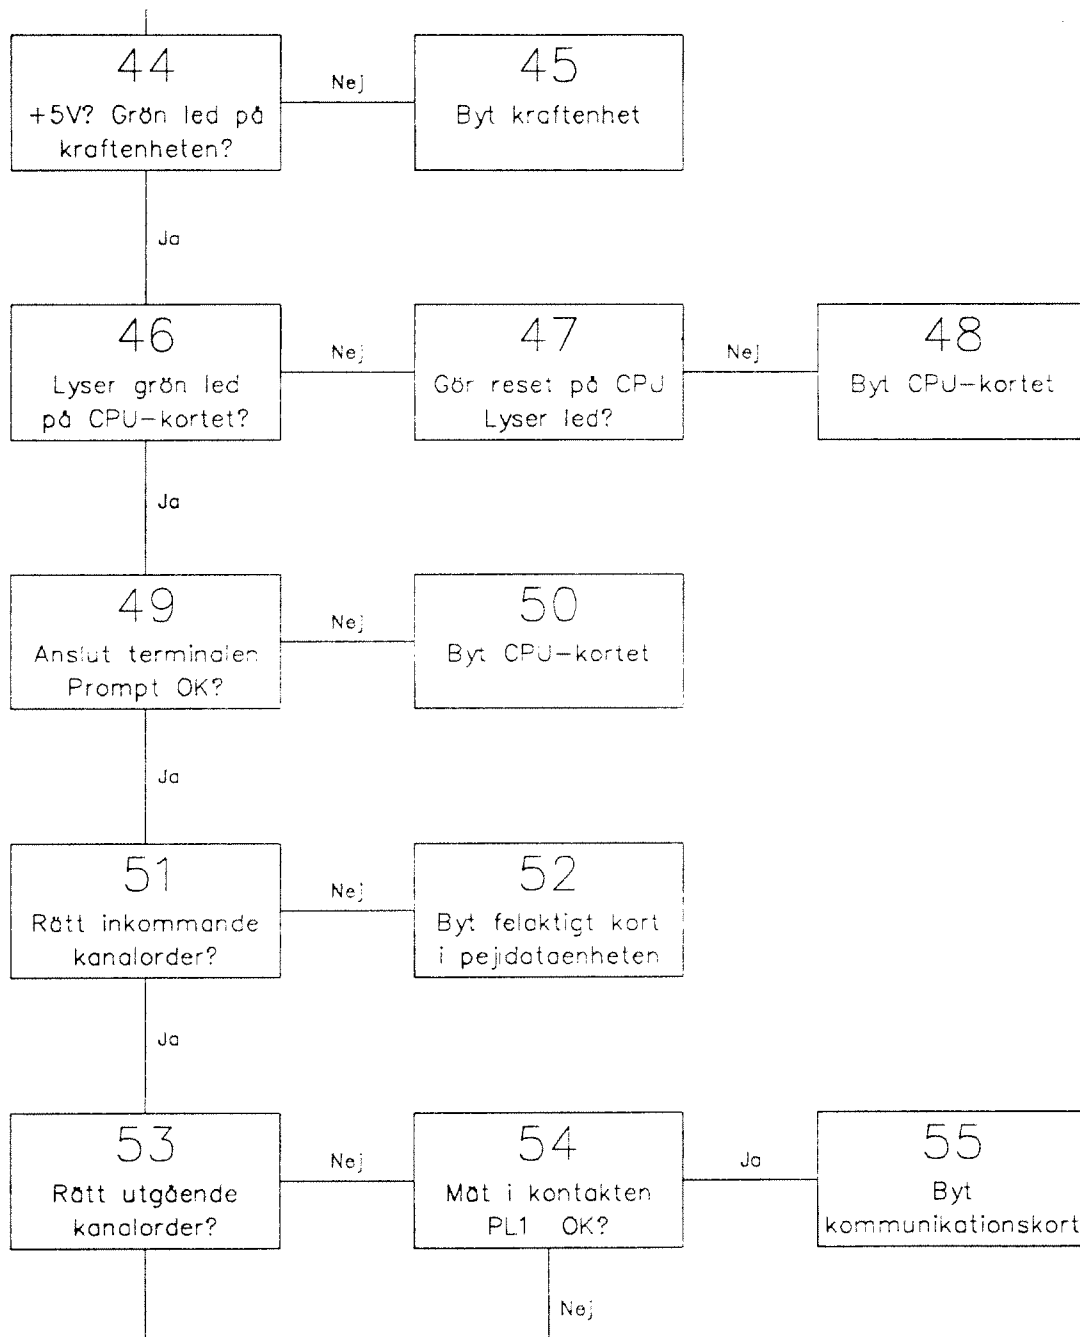 44
+5V? Grön led på
kraftenheten?
Nej
45
Byt kraftenhet
Ja
46
Lyser grön led
på CPU-kortet?
Nej
47
Gör reset på CPU
Lyser led?
Nej
48
Byt CPU-kortet
Ja
49
Anslut terminalen
Prompt OK?
Nej
50
Byt CPU-kortet
Ja
51
Rätt inkommande
kanalorder?
Nej
52
Byt felaktigt kort
i pejldataenheten
Ja
53
Rätt utgående
kanalorder?
Nej
54
Mät i kontakten
PL1 OK?
Ja
55
Byt
kommunikationskort
Nej